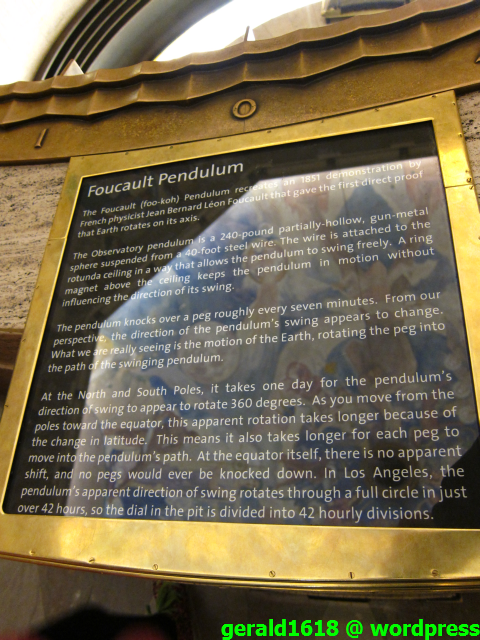 Foucault Pendulum
The Foucault (foo-koh) Pendulum recreates an 1851 demonstration by
French physicist Jean Bernard Léon Foucault that gave the first direct proof
that Earth rotates on its axis.
The Observatory pendulum is a 240-pound partially-hollow, gun-metal
sphere suspended from a 40-foot steel wire. The wire is attached to the
rotunda ceiling in a way that allows the pendulum to swing freely. A ring
magnet above the ceiling keeps the pendulum in motion without
influencing the direction of its swing.
The pendulum knocks over a peg roughly every seven minutes. From our
perspective, the direction of the pendulum's swing appears to change.
What we are really seeing is the motion of the Earth, rotating the peg into
the path of the swinging pendulum.
At the North and South Poles, it takes one day for the pendulum's
direction of swing to appear to rotate 360 degrees. As you move from the
poles toward the equator, this apparent rotation takes longer because of
the change in latitude. This means it also takes longer for each peg to
move into the pendulum's path. At the equator itself, there is no apparent
shift, and no pegs would ever be knocked down. In Los Angeles, the
pendulum's apparent direction of swing rotates through a full circle in just
over 42 hours, so the dial in the pit is divided into 42 hourly divisions.
gerald1618 @ wordpress